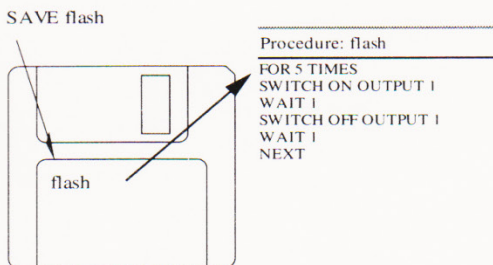 SAVE flash
flash
Procedure: flash
FOR 5 TIMES
SWITCH ON OUTPUT 1
WAIT 1
SWITCH OFF OUTPUT 1
WAIT 1
NEXT